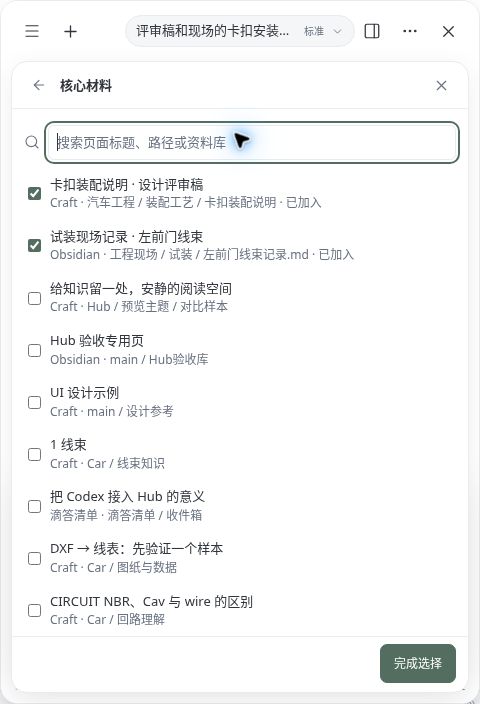 评审稿和现场的卡扣安装... 标准
核心材料
搜索页面标题、路径或资料库
卡扣装配说明 · 设计评审稿
Craft · 汽车工程 / 装配工艺 / 卡扣装配说明 · 已加入
试装现场记录 · 左前门线束
Obsidian · 工程现场 / 试装 / 左前门线束记录.md · 已加入
给知识留一处，安静的阅读空间
Craft · Hub / 预览主题 / 对比样本
Hub 验收专用页
Obsidian · main / Hub验收库
UI 设计示例
Craft · main / 设计参考
1 线束
Craft · Car / 线束知识
把 Codex 接入 Hub 的意义
滴答清单 · 滴答清单 / 收件箱
DXF → 线表：先验证一个样本
Craft · Car / 图纸与数据
CIRCUIT NBR、Cav 与 wire 的区别
Craft · Car / 回路理解
完成选择